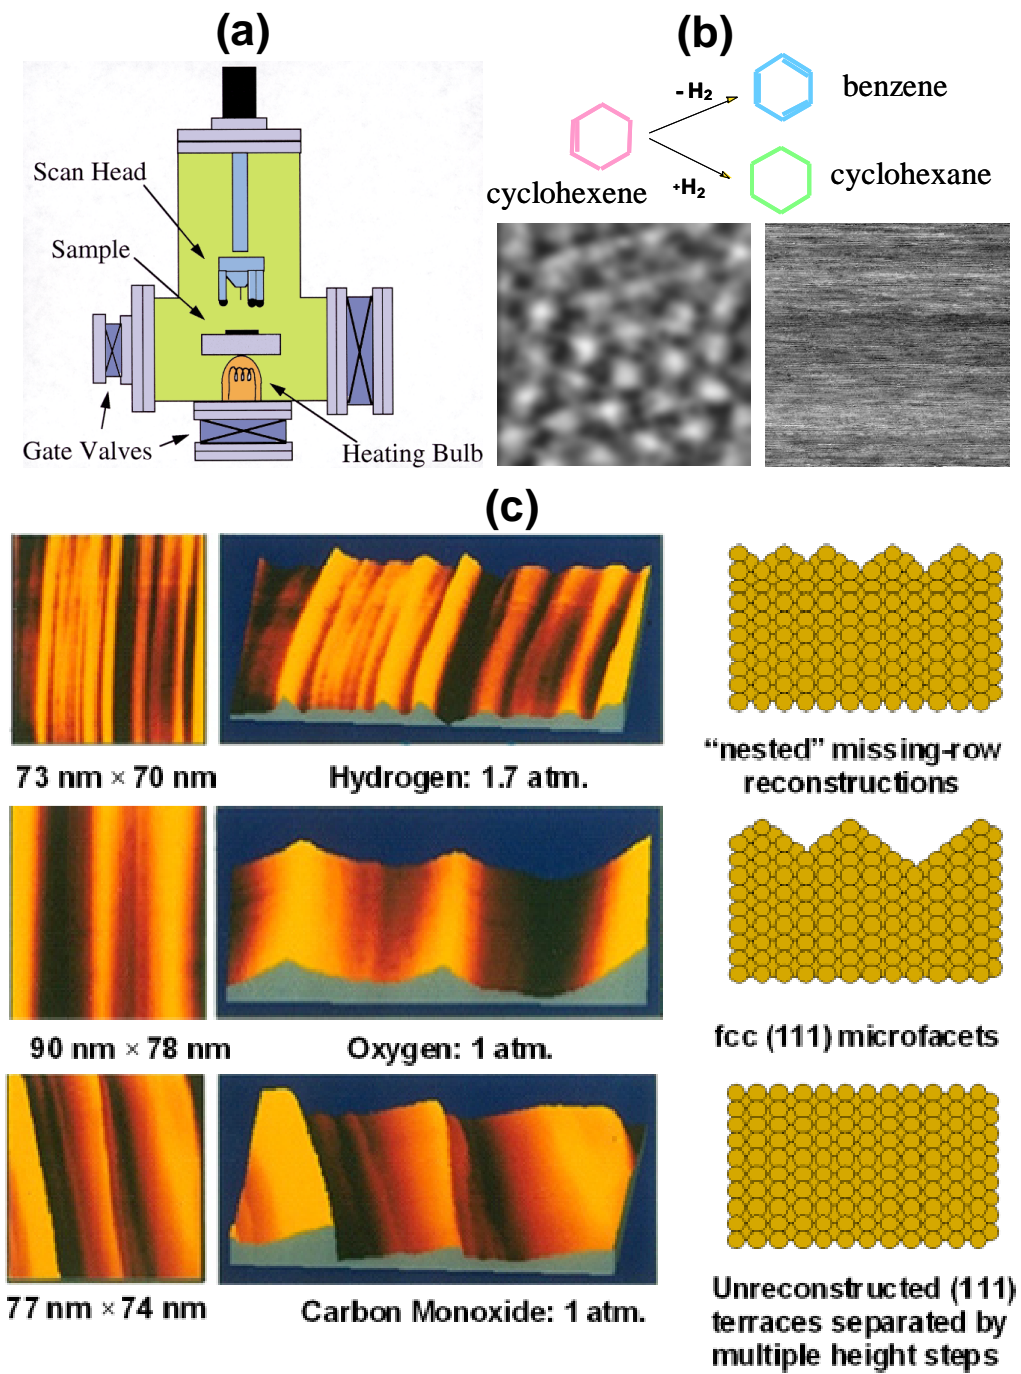 (a)
Scan Head
Sample
Gate Valves
Heating Bulb
(b)
- H2
benzene
cyclohexene
+H2
cyclohexane
(c)
73 nm × 70 nm
Hydrogen: 1.7 atm.
“nested” missing-row
reconstructions
90 nm × 78 nm
Oxygen: 1 atm.
fcc (111) microfacets
77 nm × 74 nm
Carbon Monoxide: 1 atm.
Unreconstructed (111)
terraces separated by
multiple height steps